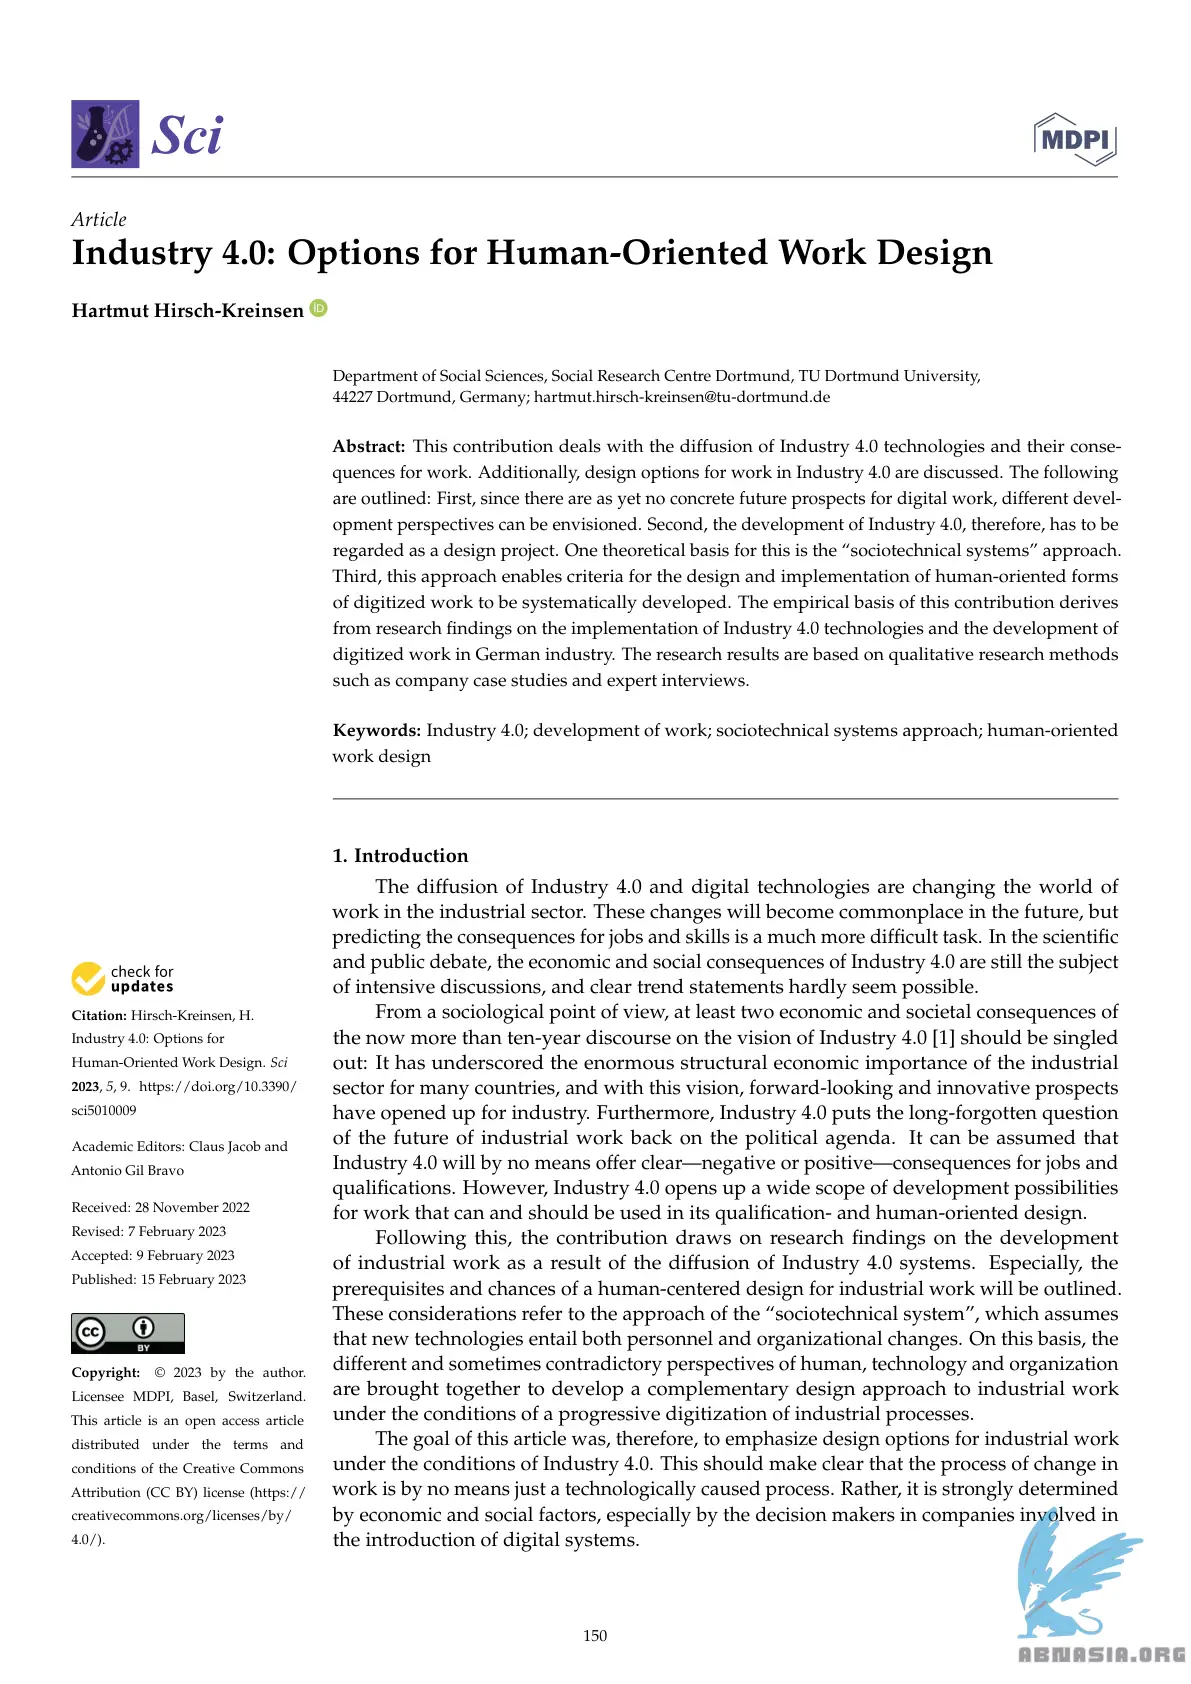 Sci
MDPI
Article
Industry 4.0: Options for Human-Oriented Work Design
Hartmut Hirsch-Kreinsen iD
Department of Social Sciences, Social Research Centre Dortmund, TU Dortmund University,
44227 Dortmund, Germany; hartmut.hirsch-kreinsen@tu-dortmund.de
Abstract: This contribution deals with the diffusion of Industry 4.0 technologies and their conse-
quences for work. Additionally, design options for work in Industry 4.0 are discussed. The following
are outlined: First, since there are as yet no concrete future prospects for digital work, different devel-
opment perspectives can be envisioned. Second, the development of Industry 4.0, therefore, has to be
regarded as a design project. One theoretical basis for this is the “sociotechnical systems” approach.
Third, this approach enables criteria for the design and implementation of human-oriented forms
of digitized work to be systematically developed. The empirical basis of this contribution derives
from research findings on the implementation of Industry 4.0 technologies and the development of
digitized work in German industry. The research results are based on qualitative research methods
such as company case studies and expert interviews.
Keywords: Industry 4.0; development of work; sociotechnical systems approach; human-oriented
work design
1. Introduction
The diffusion of Industry 4.0 and digital technologies are changing the world of
work in the industrial sector. These changes will become commonplace in the future, but
predicting the consequences for jobs and skills is a much more difficult task. In the scientific
and public debate, the economic and social consequences of Industry 4.0 are still the subject
of intensive discussions, and clear trend statements hardly seem possible.
From a sociological point of view, at least two economic and societal consequences of
the now more than ten-year discourse on the vision of Industry 4.0 [1] should be singled
out: It has underscored the enormous structural economic importance of the industrial
sector for many countries, and with this vision, forward-looking and innovative prospects
have opened up for industry. Furthermore, Industry 4.0 puts the long-forgotten question
of the future of industrial work back on the political agenda. It can be assumed that
Industry 4.0 will by no means offer clear—negative or positive—consequences for jobs and
qualifications. However, Industry 4.0 opens up a wide scope of development possibilities
for work that can and should be used in its qualification- and human-oriented design.
Following this, the contribution draws on research findings on the development
of industrial work as a result of the diffusion of Industry 4.0 systems. Especially, the
prerequisites and chances of a human-centered design for industrial work will be outlined.
These considerations refer to the approach of the “sociotechnical system”, which assumes
that new technologies entail both personnel and organizational changes. On this basis, the
different and sometimes contradictory perspectives of human, technology and organization
are brought together to develop a complementary design approach to industrial work
under the conditions of a progressive digitization of industrial processes.
The goal of this article was, therefore, to emphasize design options for industrial work
under the conditions of Industry 4.0. This should make clear that the process of change in
work is by no means just a technologically caused process. Rather, it is strongly determined
by economic and social factors, especially by the decision makers in companies involved in
the introduction of digital systems.
check for
updates
Citation: Hirsch-Kreinsen, H.
Industry 4.0: Options for
Human-Oriented Work Design. Sci
2023, 5, 9. https://doi.org/10.3390/
sci5010009
Academic Editors: Claus Jacob and
Antonio Gil Bravo
Received: 28 November 2022
Revised: 7 February 2023
Accepted: 9 February 2023
Published: 15 February 2023
cc BY
Copyright: © 2023 by the author.
Licensee MDPI, Basel, Switzerland.
This article is an open access article
distributed under the terms and
conditions of the Creative Commons
Attribution (CC BY) license (https://
creativecommons.org/licenses/by/
4.0/).
150
ABNASIA.ORG